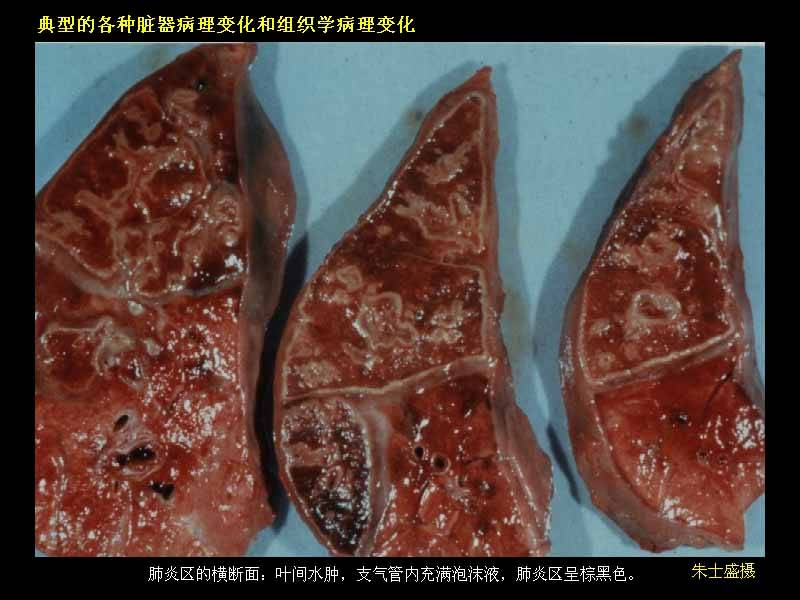 典型的各种脏器病理变化和组织学病理变化
肺炎区的横断面：叶间水肿，支气管内充满泡沫液，肺炎区呈棕黑色。
朱士盛摄